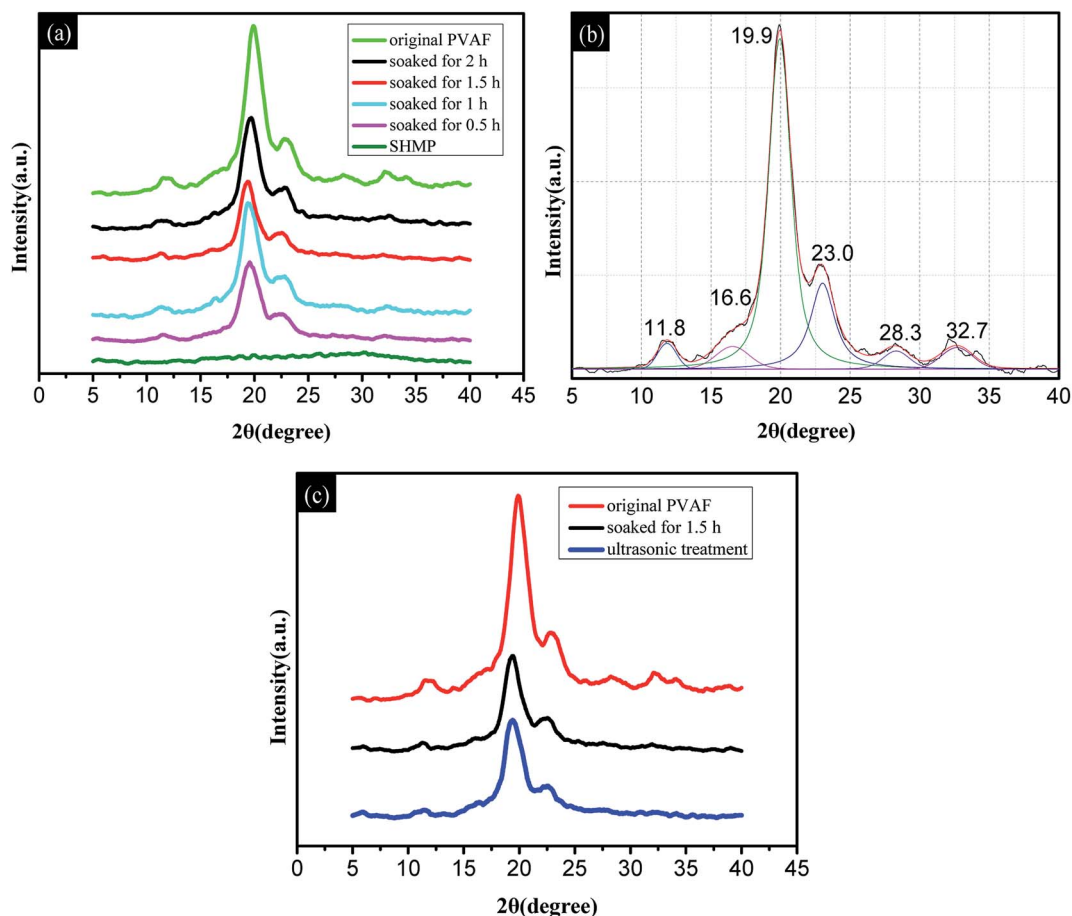 (a)
original PVAF
soaked for 2 h
soaked for 1.5 h
soaked for 1 h
soaked for 0.5 h
SHMP
Intensity(a.u.)
0 5 10 15 20 25 30 35 40 45
2θ(degree)
(b)
19.9
23.0
16.6
11.8
28.3
32.7
Intensity(a.u.)
5 10 15 20 25 30 35 40
2θ(degree)
(c)
original PVAF
soaked for 1.5 h
ultrasonic treatment
Intensity(a.u.)
0 5 10 15 20 25 30 35 40 45
2θ(degree)